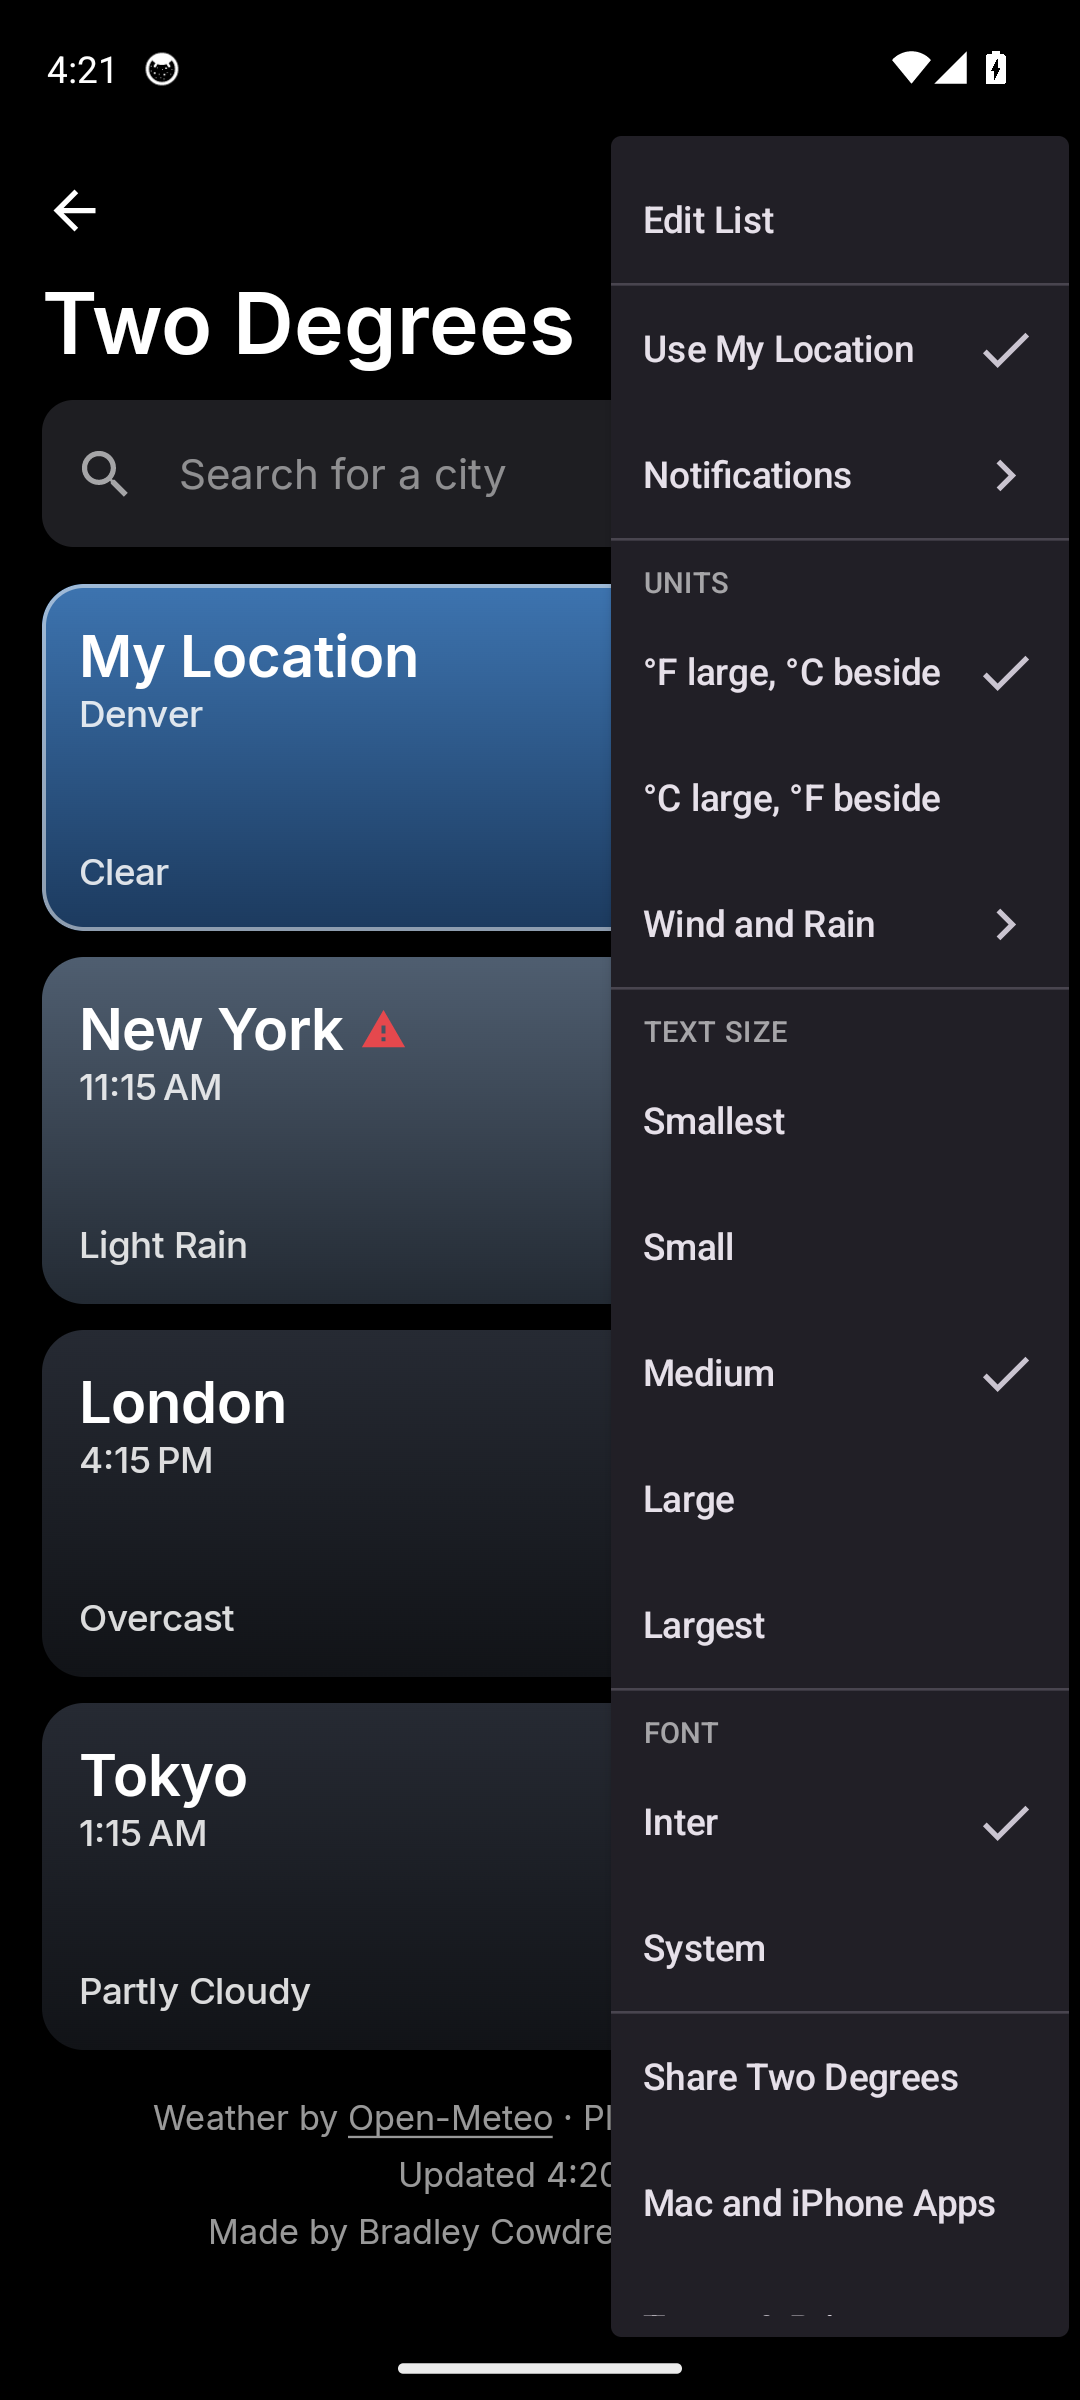 4:21
Two Degrees
Search for a city
My Location
Denver
Clear
New York
11:15 AM
Light Rain
London
4:15 PM
Overcast
Tokyo
1:15 AM
Partly Cloudy
Weather by Open-Meteo ·
Updated 4:20
Made by Bradley
Edit List
Use My Location
Notifications
UNITS
°F large, °C beside
°C large, °F beside
Wind and Rain
TEXT SIZE
Smallest
Small
Medium
Large
Largest
FONT
Inter
System
Share Two Degrees
Mac and iPhone Apps